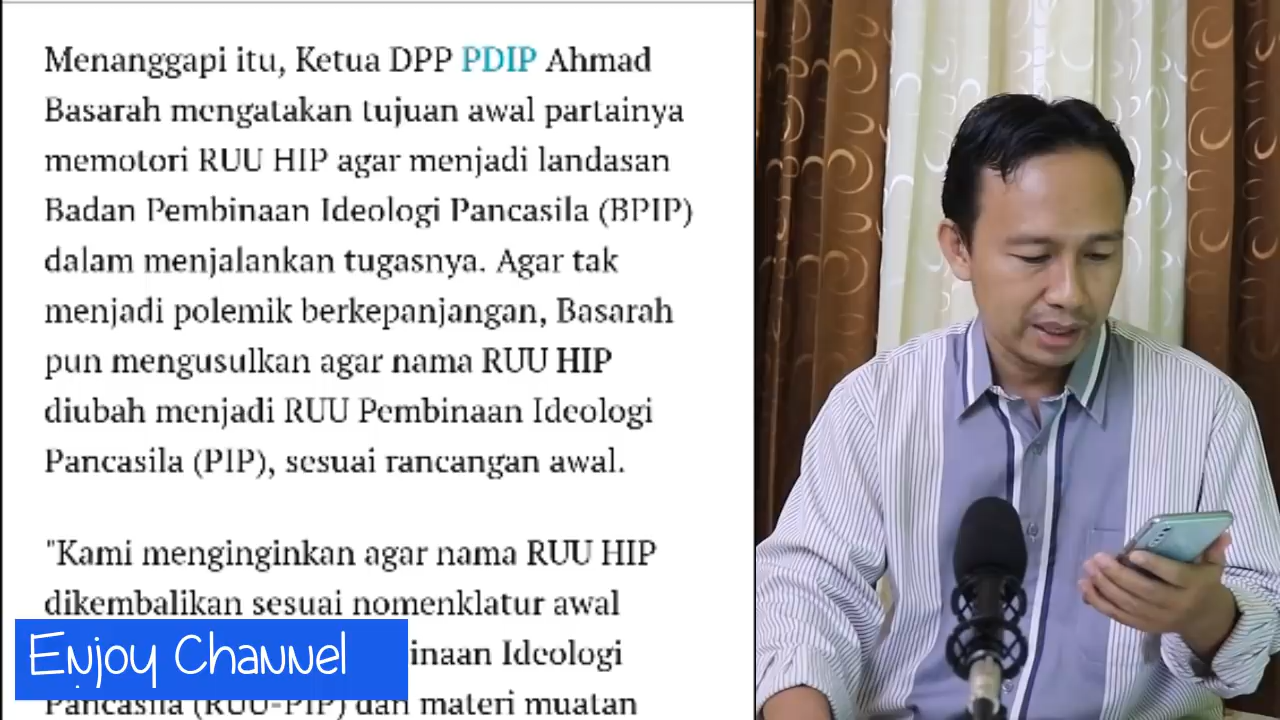 Menanggapi itu, Ketua DPP PDIP Ahmad
Basarah mengatakan tujuan awal partainya
memotori RUU HIP agar menjadi landasan
Badan Pembinaan Ideologi Pancasila (BPIP)
dalam menjalankan tugasnya. Agar tak
menjadi polemik berkepanjangan, Basarah
pun mengusulkan agar nama RUU HIP
diubah menjadi RUU Pembinaan Ideologi
Pancasila (PIP), sesuai rancangan awal.
"Kami menginginkan agar nama RUU HIP
dikembalikan sesuai nomenklatur awal
inaan Ideologi
Pancasila (RUU-PIP) dan materi muatan
Enjoy Channel